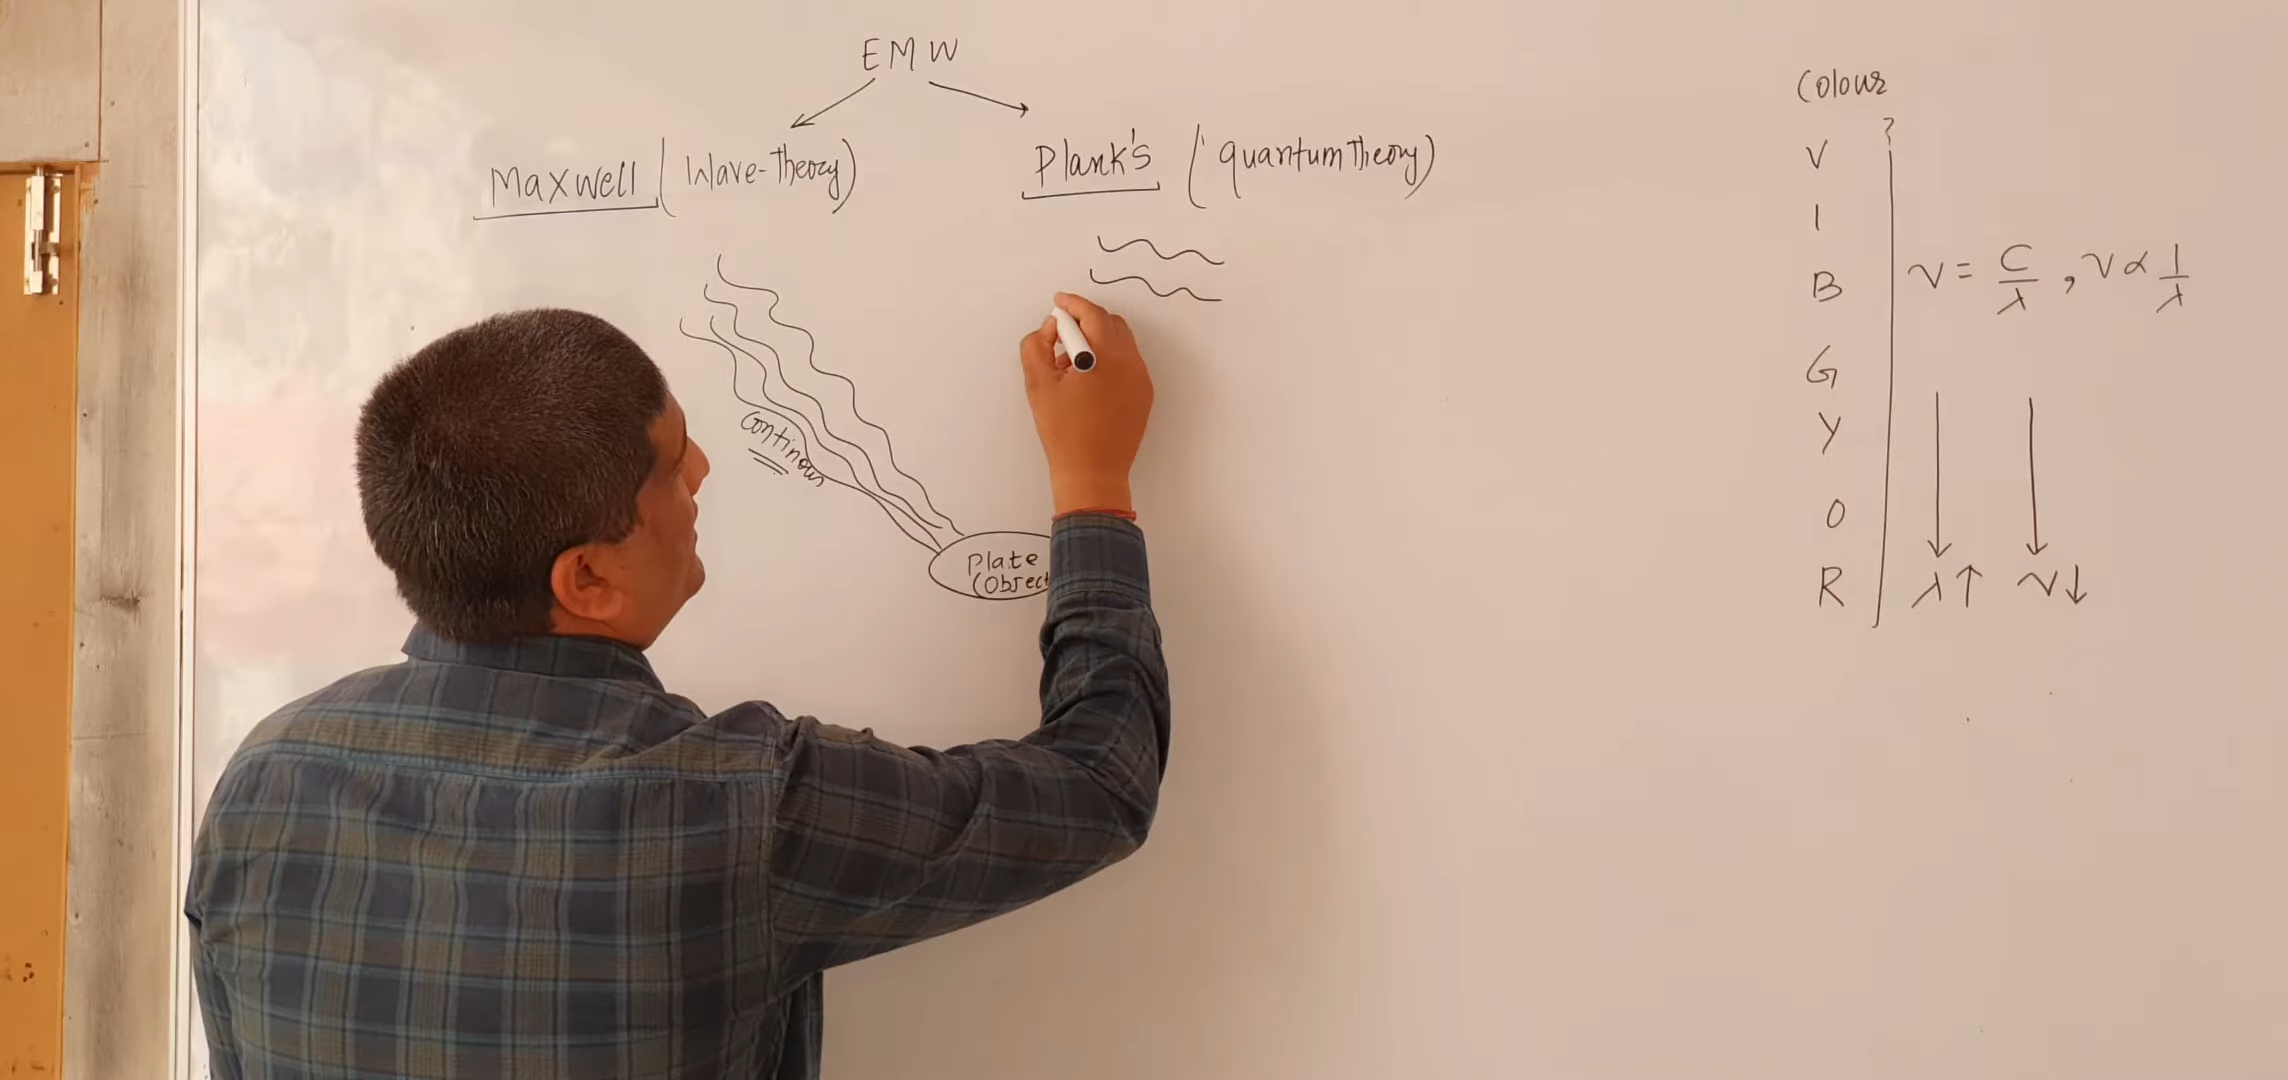 EMW
Maxwell (Wave-Theory)
Plank's (quantum Theory)
Continous
Plate
(Object
Colour
V
I
B
G
Y
O
R
ν = C/λ , ν ∝ 1/λ
λ↑ ν↓